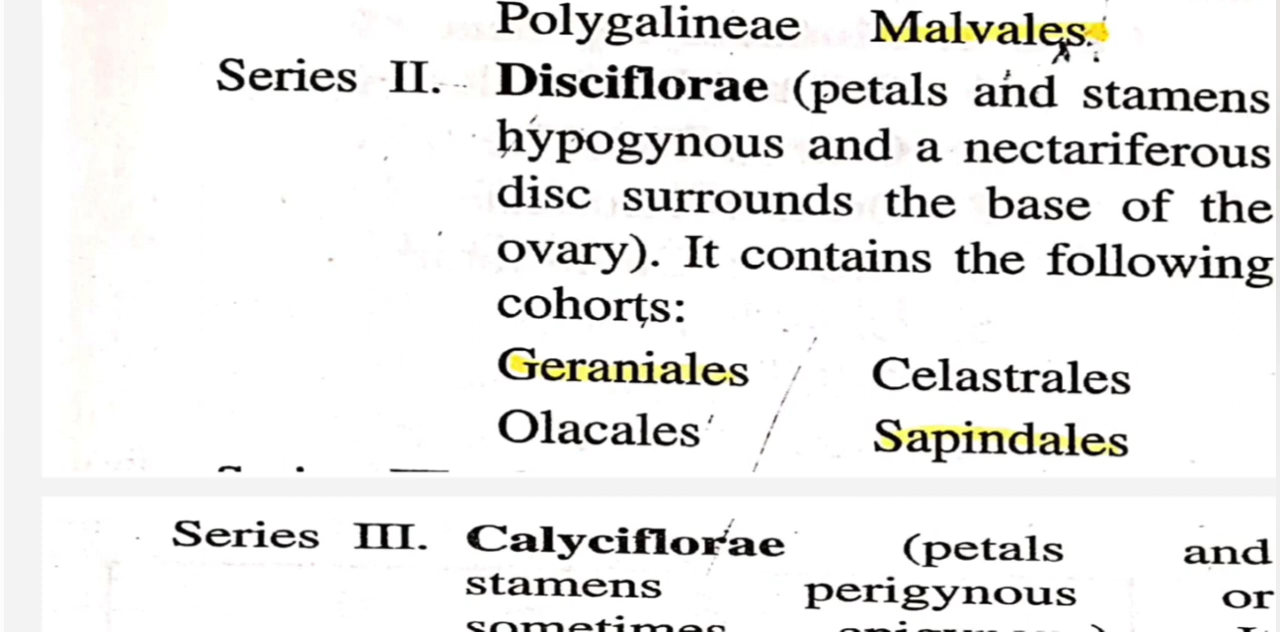 Polygalineae Malvales.
Series II. Disciflorae (petals and stamens
hypogynous and a nectariferous
disc surrounds the base of the
ovary). It contains the following
cohorts:
Geraniales Celastrales
Olacales Sapindales
Series III. Calyciflorae (petals and
stamens perigynous or
sometimes